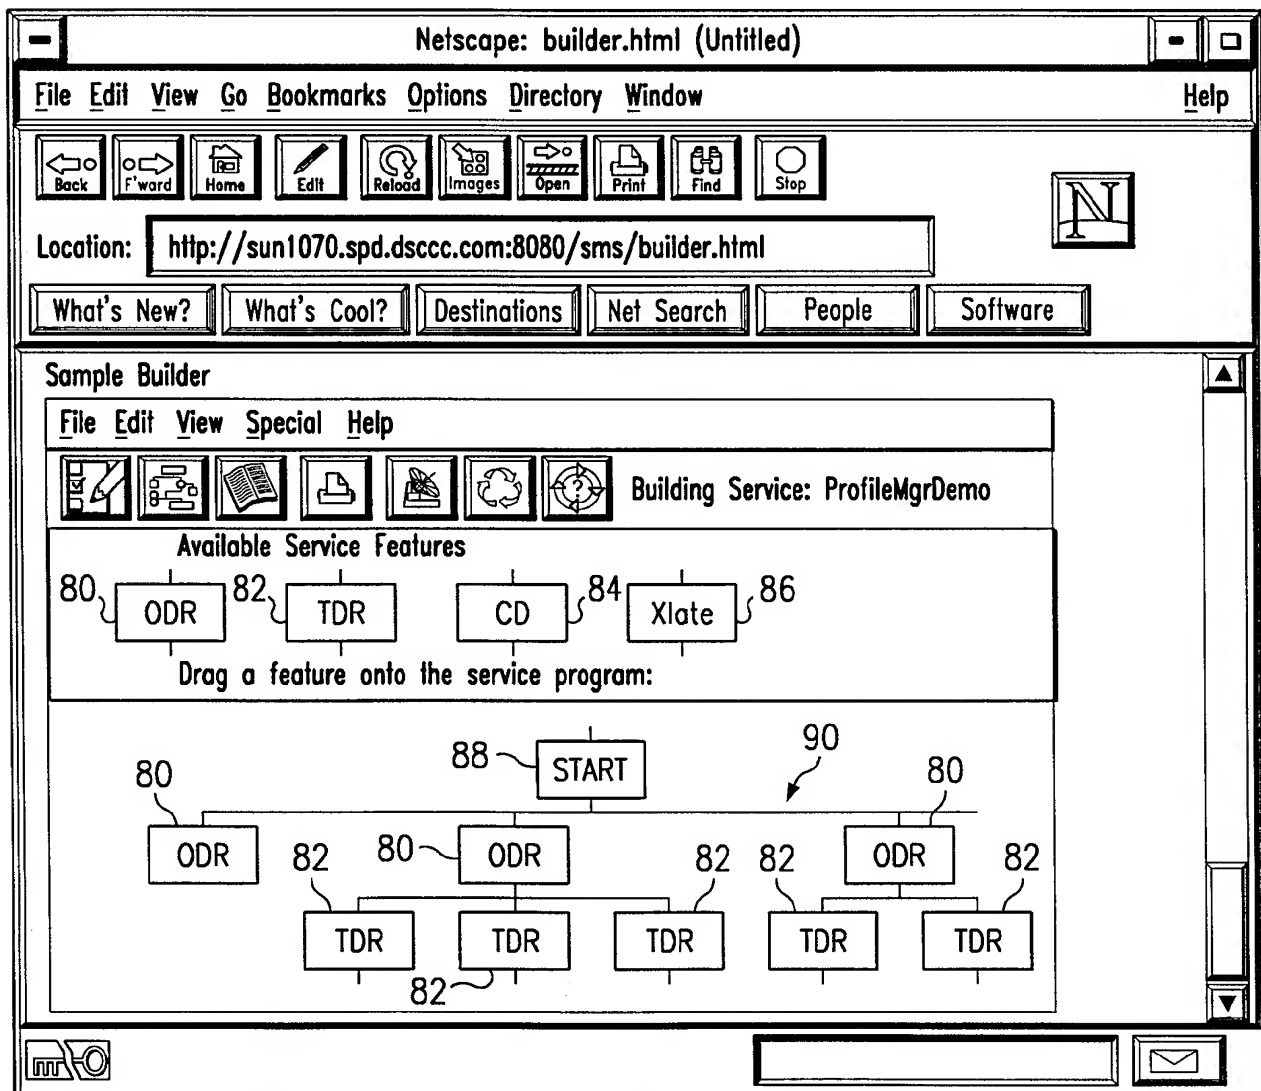 Netscape: builder.html (Untitled)
File Edit View Go Bookmarks Options Directory Window Help
Back F'ward Home Edit Reload Images Open Print Find Stop
N
Location: http://sun1070.spd.dsccc.com:8080/sms/builder.html
What's New? What's Cool? Destinations Net Search People Software
Sample Builder
File Edit View Special Help
? Building Service: ProfileMgrDemo
Available Service Features
80 ODR 82 TDR CD 84 Xlate 86
Drag a feature onto the service program:
88 START 90
80 80
ODR 82 80 ODR 82 82 ODR 82
TDR TDR TDR TDR TDR
82